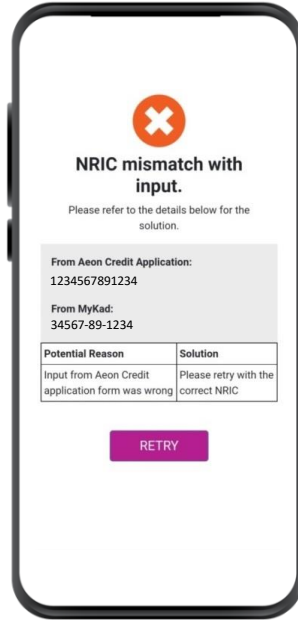 NRIC mismatch with
input.
Please refer to the details below for the
solution.
From Aeon Credit Application:
1234567891234
From MyKad:
34567-89-1234
Potential Reason Solution
Input from Aeon Credit Please retry with the
application form was wrong correct NRIC
RETRY